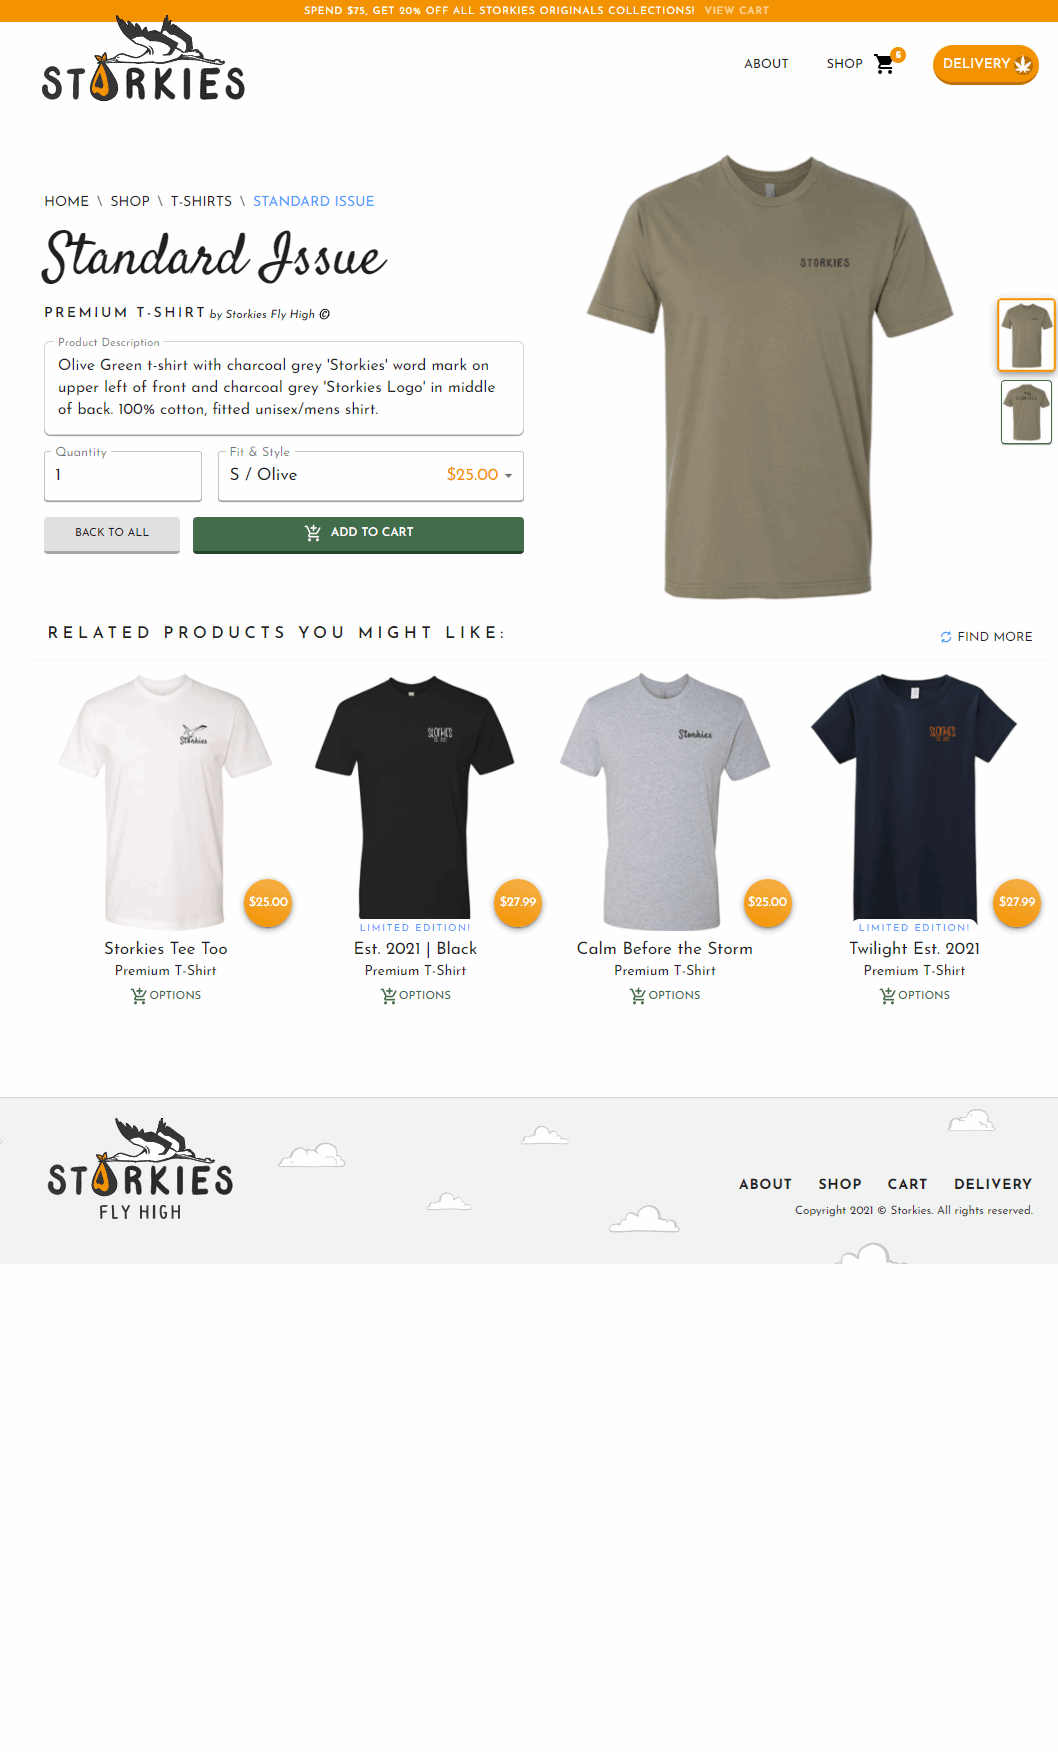 SPEND $75, GET 20% OFF ALL STORKIES ORIGINALS COLLECTIONS! VIEW CART
STORKIES
ABOUT SHOP 6 DELIVERY
HOME \ SHOP \ T-SHIRTS \ STANDARD ISSUE
Standard Issue
PREMIUM T-SHIRT by Storkies Fly High ©
Product Description
Olive Green t-shirt with charcoal grey 'Storkies' word mark on
upper left of front and charcoal grey 'Storkies Logo' in middle
of back. 100% cotton, fitted unisex/mens shirt.
Quantity
1
Fit & Style
S / Olive $25.00
BACK TO ALL
ADD TO CART
STORKIES
RELATED PRODUCTS YOU MIGHT LIKE:
FIND MORE
Storkies
$25.00
Storkies Tee Too
Premium T-Shirt
OPTIONS
STORKIES
$27.99
LIMITED EDITION!
Est. 2021 | Black
Premium T-Shirt
OPTIONS
Storkies
$25.00
Calm Before the Storm
Premium T-Shirt
OPTIONS
STORKIES
$27.99
LIMITED EDITION!
Twilight Est. 2021
Premium T-Shirt
OPTIONS
STORKIES
FLY HIGH
ABOUT SHOP CART DELIVERY
Copyright 2021 © Storkies. All rights reserved.